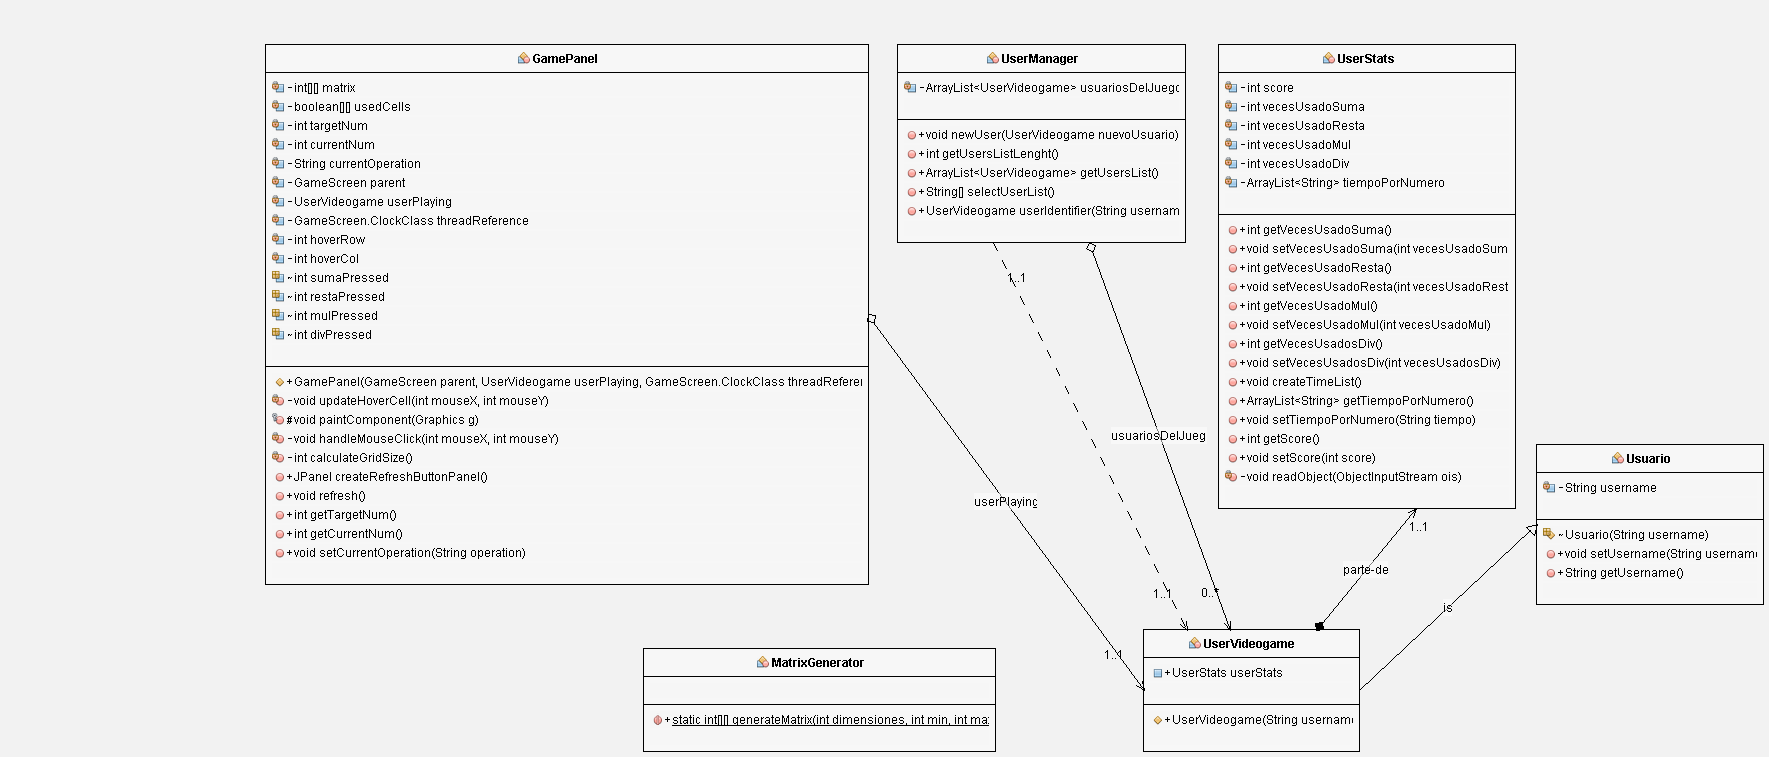 GamePanel
-int[][] matrix
-boolean[][] usedCells
-int targetNum
-int currentNum
-String currentOperation
-GameScreen parent
-UserVideogame userPlaying
-GameScreen.ClockClass threadReference
-int hoverRow
-int hoverCol
~int sumaPressed
~int restaPressed
~int mulPressed
~int divPressed
+GamePanel(GameScreen parent, UserVideogame userPlaying, GameScreen.ClockClass threadReferei
-void updateHoverCell(int mouseX, int mouseY)
#void paintComponent(Graphics g)
-void handleMouseClick(int mouseX, int mouseY)
-int calculateGridSize()
+JPanel createRefreshButtonPanel()
+void refresh()
+int getTargetNum()
+int getCurrentNum()
+void setCurrentOperation(String operation)
UserManager
-ArrayList<UserVideogame> usuariosDelJuego
+void newUser(UserVideogame nuevoUsuario)
+int getUsersListLenght()
+ArrayList<UserVideogame> getUsersList()
+String[] selectUserList()
+UserVideogame userIdentifier(String usernam
UserStats
-int score
-int vecesUsadoSuma
-int vecesUsadoResta
-int vecesUsadoMul
-int vecesUsadoDiv
-ArrayList<String> tiempoPorNumero
+int getVecesUsadoSuma()
+void setVecesUsadoSuma(int vecesUsadoSum
+int getVecesUsadoResta()
+void setVecesUsadoResta(int vecesUsadoRest
+int getVecesUsadoMul()
+void setVecesUsadoMul(int vecesUsadoMul)
+int getVecesUsadosDiv()
+void setVecesUsadosDiv(int vecesUsadosDiv)
+void createTimeList()
+ArrayList<String> getTiempoPorNumero()
+void setTiempoPorNumero(String tiempo)
+int getScore()
+void setScore(int score)
-void readObject(ObjectInputStream ois)
Usuario
-String username
~Usuario(String username)
+void setUsername(String usernam
+String getUsername()
1..1
usuariosDelJueg
userPlaying
1..1
parte-de
1..1
0..*
is
1..1
MatrixGenerator
+static int[][] generateMatrix(int dimensiones, int min, int ma
UserVideogame
+UserStats userStats
+UserVideogame(String usernam